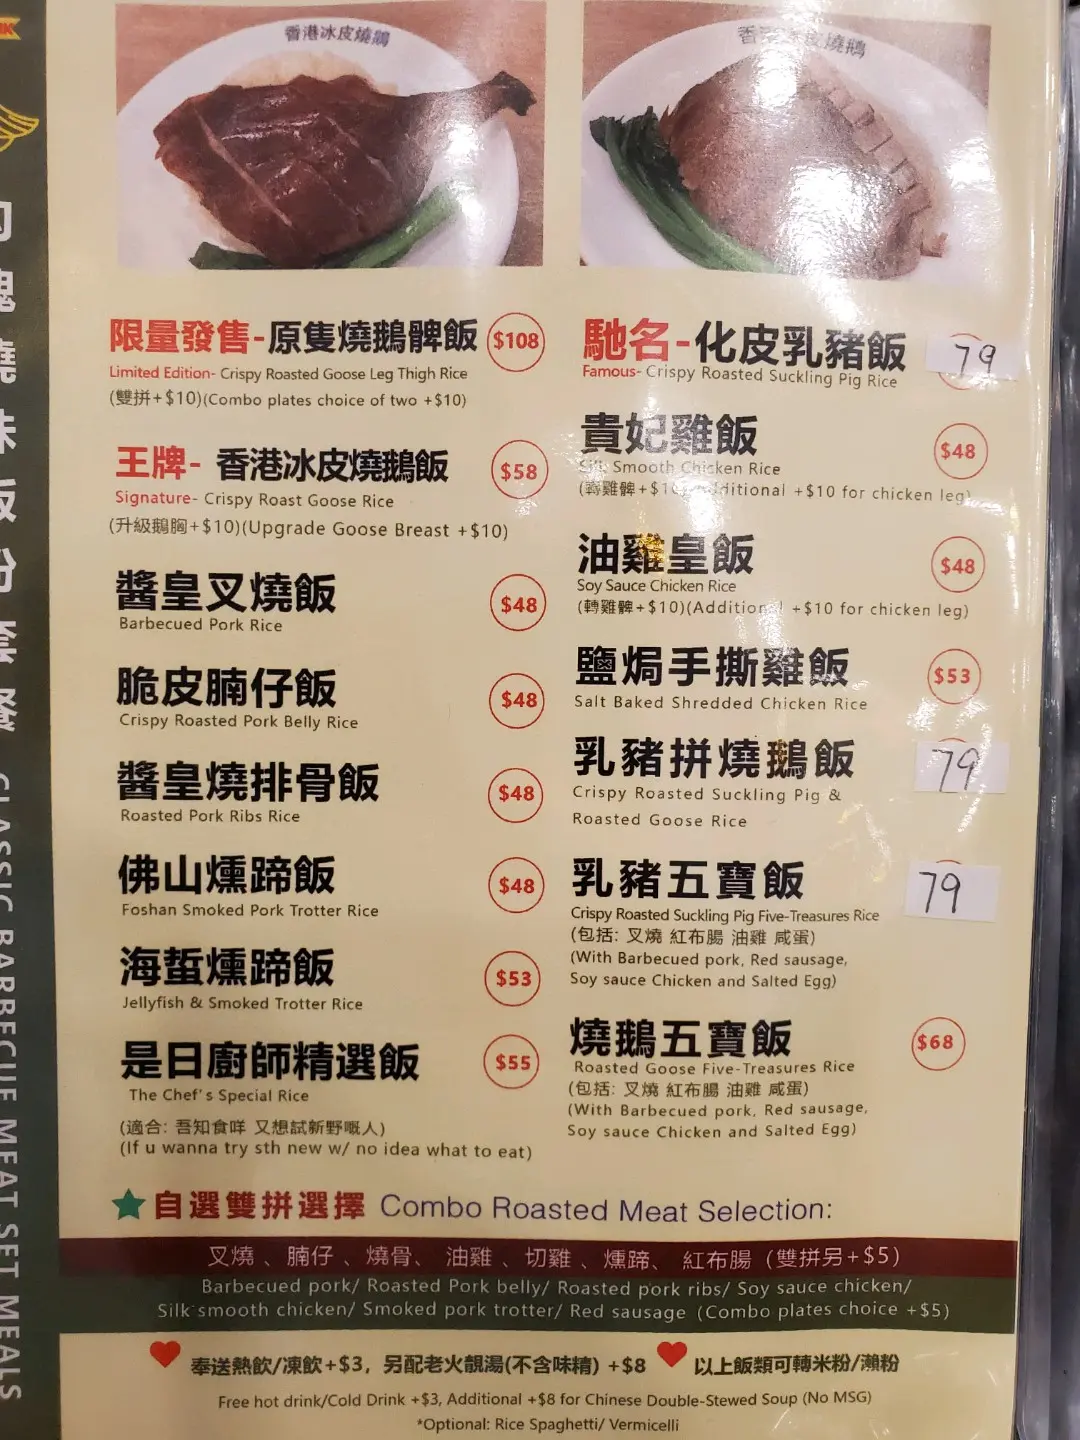 香港冰皮燒鵝
限量發售-原隻燒鵝髀飯 $108
Limited Edition- Crispy Roasted Goose Leg Thigh Rice
(雙拼+$10)(Combo plates choice of two +$10)
王牌- 香港冰皮燒鵝飯 $58
Signature- Crispy Roast Goose Rice
(升級鵝胸+$10)(Upgrade Goose Breast +$10)
醬皇叉燒飯 $48
Barbecued Pork Rice
脆皮腩仔飯 $48
Crispy Roasted Pork Belly Rice
醬皇燒排骨飯 $48
Roasted Pork Ribs Rice
佛山燻蹄飯 $48
Foshan Smoked Pork Trotter Rice
海蜇燻蹄飯 $53
Jellyfish & Smoked Trotter Rice
是日廚師精選飯 $55
The Chef's Special Rice
(適合: 吾知食咩 又想試新野嘅人)
(If u wanna try sth new w/ no idea what to eat)
馳名-化皮乳豬飯 79
Famous- Crispy Roasted Suckling Pig Rice
貴妃雞飯 $48
Silk Smooth Chicken Rice
(轉雞髀+$10)(Additional +$10 for chicken leg)
油雞皇飯 $48
Soy Sauce Chicken Rice
(轉雞髀+$10)(Additional +$10 for chicken leg)
鹽焗手撕雞飯 $53
Salt Baked Shredded Chicken Rice
乳豬拼燒鵝飯 79
Crispy Roasted Suckling Pig &
Roasted Goose Rice
乳豬五寶飯 79
Crispy Roasted Suckling Pig Five-Treasures Rice
(包括: 叉燒 紅布腸 油雞 咸蛋)
(With Barbecued pork, Red sausage,
Soy sauce Chicken and Salted Egg)
燒鵝五寶飯 $68
Roasted Goose Five-Treasures Rice
(包括: 叉燒 紅布腸 油雞 咸蛋)
(With Barbecued pork, Red sausage,
Soy sauce Chicken and Salted Egg)
自選雙拼選擇 Combo Roasted Meat Selection:
叉燒、腩仔、燒骨、油雞、切雞、燻蹄、紅布腸 (雙拼另+$5)
Barbecued pork/ Roasted Pork belly/ Roasted pork ribs/ Soy sauce chicken/
Silk smooth chicken/ Smoked pork trotter/ Red sausage (Combo plates choice +$5)
奉送熱飲/凍飲+$3, 另配老火靚湯(不含味精) +$8 以上飯類可轉米粉/瀨粉
Free hot drink/Cold Drink +$3, Additional +$8 for Chinese Double-Stewed Soup (No MSG)
*Optional: Rice Spaghetti/ Vermicelli
CLASSIC BARBECUE MEAT SET MEALS